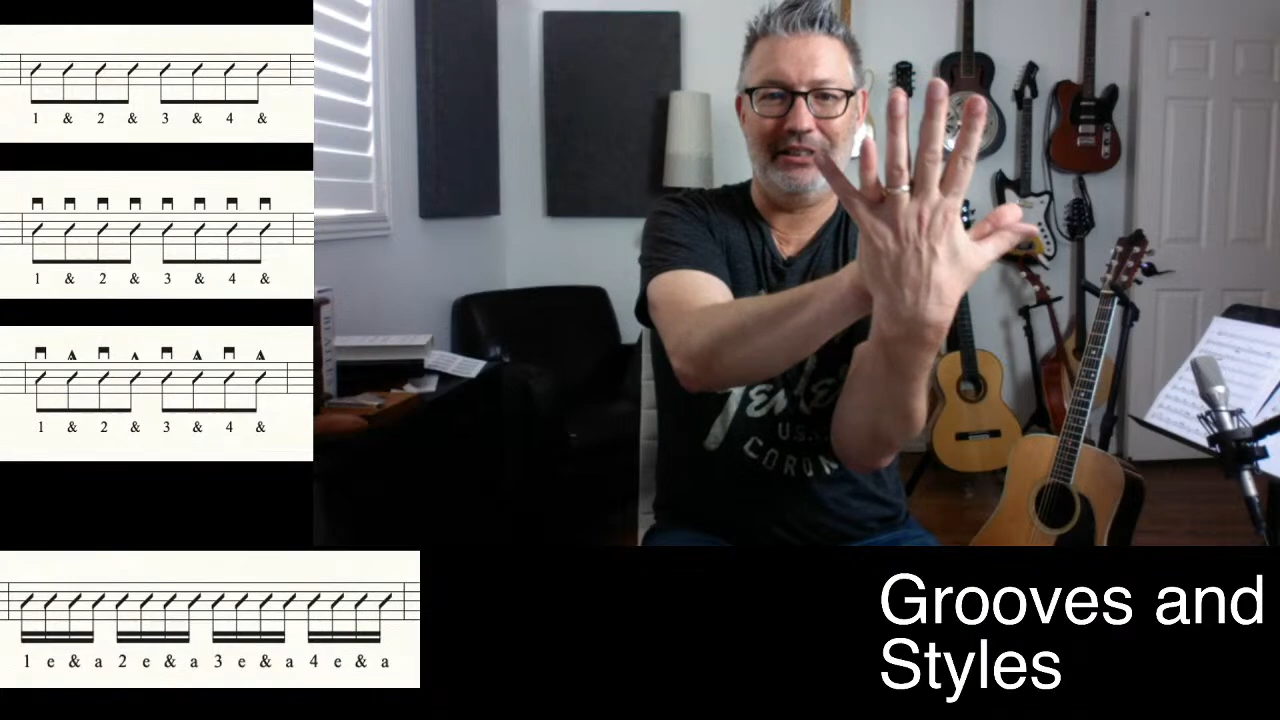 1 & 2 & 3 & 4 &
1 & 2 & 3 & 4 &
1 & 2 & 3 & 4 &
1 e & a 2 e & a 3 e & a 4 e & a
Fender
U.S.A.
Grooves and
Styles